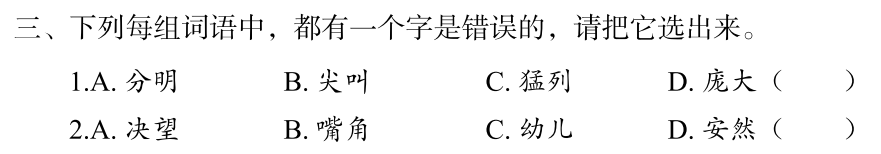 三、下列每组词语中，都有一个字是错误的，请把它选出来。
1.A. 分明 B. 尖叫 C. 猛列 D. 庞大（ ）
2.A. 决望 B. 嘴角 C. 幼儿 D. 安然（ ）